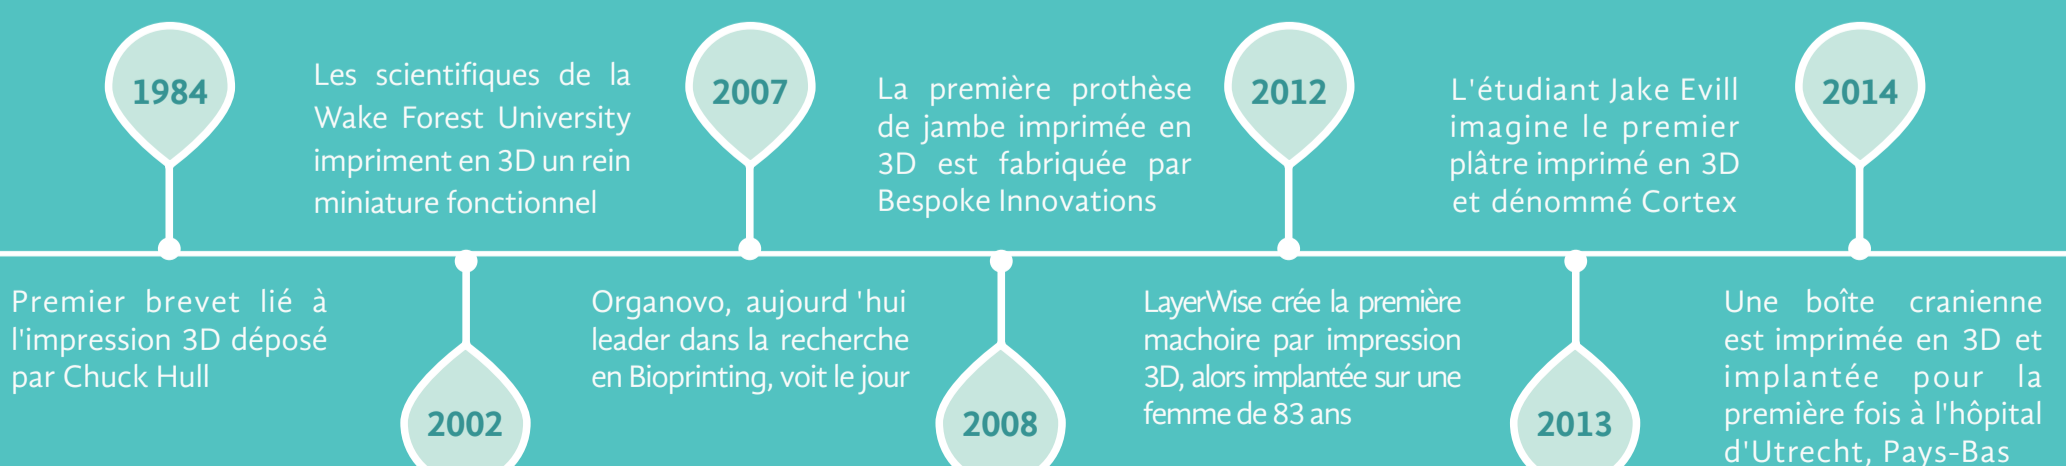 1984
Premier brevet lié à
l'impression 3D déposé
par Chuck Hull
Les scientifiques de la
Wake Forest University
impriment en 3D un rein
miniature fonctionnel
2002
2007
Organovo, aujourd 'hui
leader dans la recherche
en Bioprinting, voit le jour
La première prothèse
de jambe imprimée en
3D est fabriquée par
Bespoke Innovations
2008
2012
LayerWise crée la première
machoire par impression
3D, alors implantée sur une
femme de 83 ans
L'étudiant Jake Evill
imagine le premier
plâtre imprimé en 3D
et dénommé Cortex
2013
2014
Une boîte cranienne
est imprimée en 3D et
implantée pour la
première fois à l'hôpital
d'Utrecht, Pays-Bas